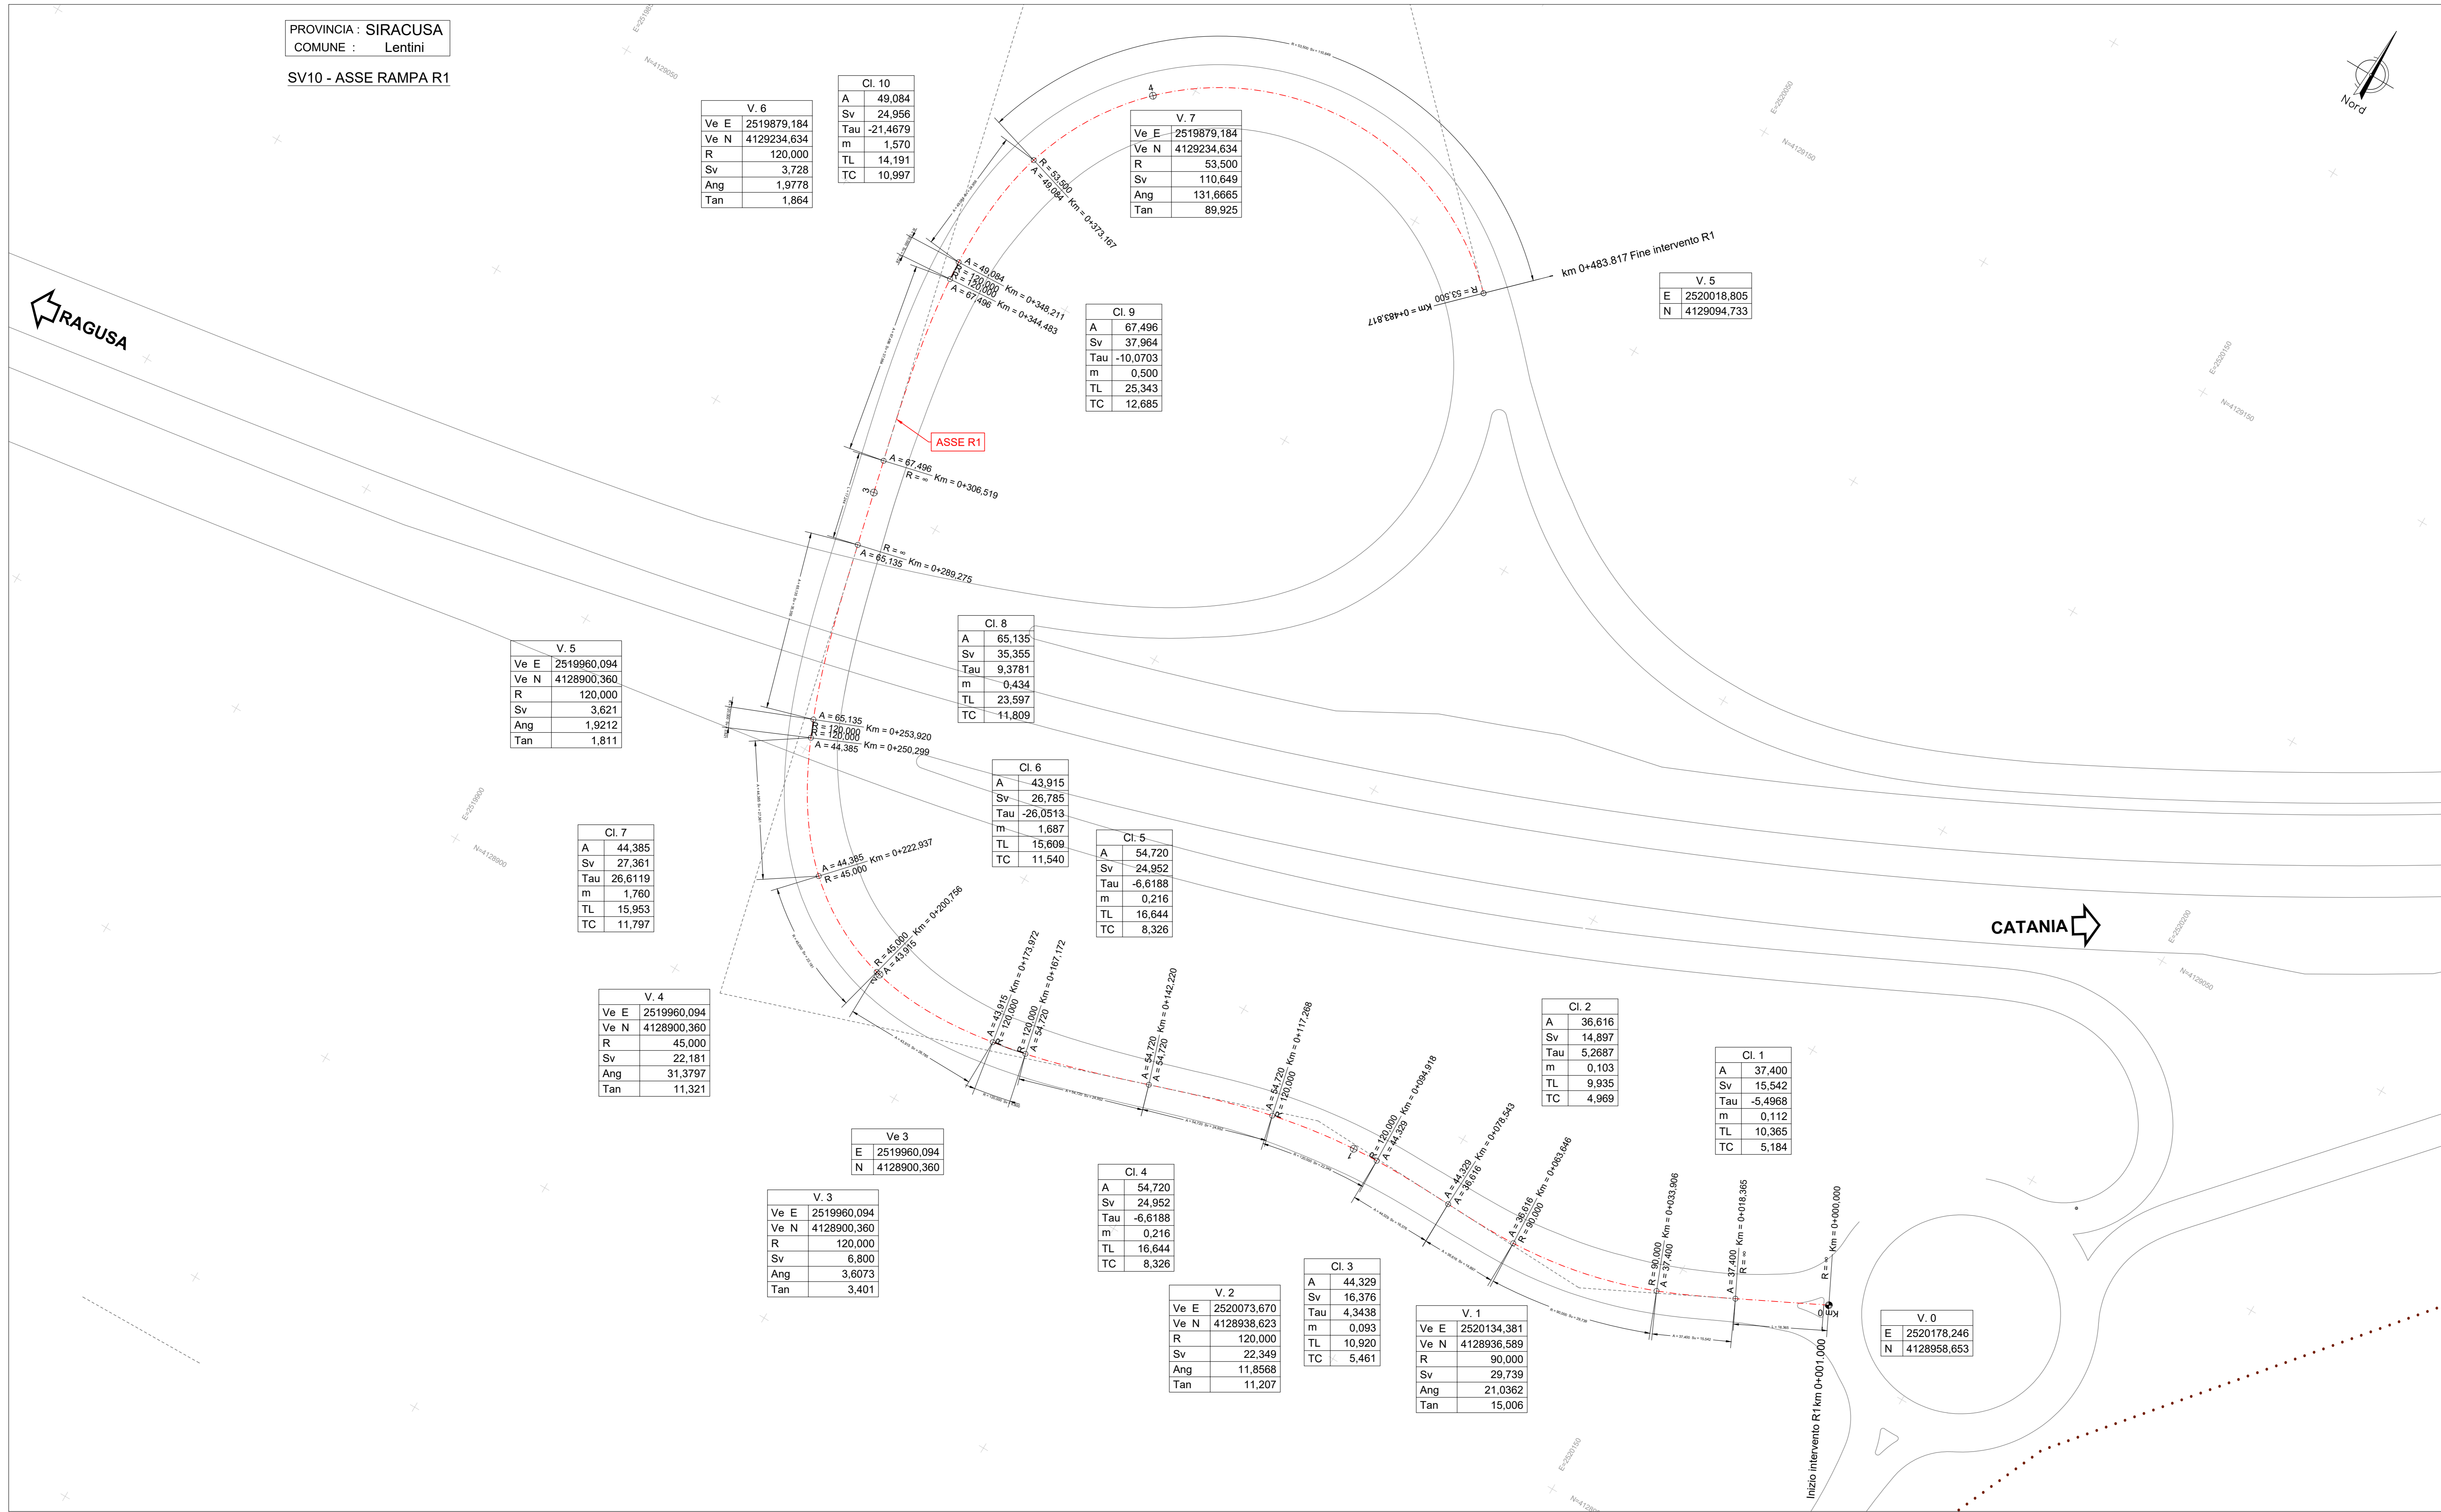 PROVINCIA : SIRACUSA
COMUNE : Lentini
SV10 - ASSE RAMPA R1
N=4129050
E=2520050
N=4129150
E=2520150
N=4129150
E=2519900
N=4128900
E=2520200
N=4129050
E=2520150
Nord
RAGUSA
CATANIA
ASSE R1
V. 6
Ve E 2519879,184
Ve N 4129234,634
R 120,000
Sv 3,728
Ang 1,9778
Tan 1,864
Cl. 10
A 49,084
Sv 24,956
Tau -21,4679
m 1,570
TL 14,191
TC 10,997
V. 7
Ve E 2519879,184
Ve N 4129234,634
R 53,500
Sv 110,649
Ang 131,6665
Tan 89,925
V. 5
E 2520018,805
N 4129094,733
Cl. 9
A 67,496
Sv 37,964
Tau -10,0703
m 0,500
TL 25,343
TC 12,685
V. 5
Ve E 2519960,094
Ve N 4128900,360
R 120,000
Sv 3,621
Ang 1,9212
Tan 1,811
Cl. 8
A 65,135
Sv 35,355
Tau 9,3781
m 0,434
TL 23,597
TC 11,809
Cl. 6
A 43,915
Sv 26,785
Tau -26,0513
m 1,687
TL 15,609
TC 11,540
Cl. 7
A 44,385
Sv 27,361
Tau 26,6119
m 1,760
TL 15,953
TC 11,797
Cl. 5
A 54,720
Sv 24,952
Tau -6,6188
m 0,216
TL 16,644
TC 8,326
V. 4
Ve E 2519960,094
Ve N 4128900,360
R 45,000
Sv 22,181
Ang 31,3797
Tan 11,321
Ve 3
E 2519960,094
N 4128900,360
V. 3
Ve E 2519960,094
Ve N 4128900,360
R 120,000
Sv 6,800
Ang 3,6073
Tan 3,401
Cl. 4
A 54,720
Sv 24,952
Tau -6,6188
m 0,216
TL 16,644
TC 8,326
Cl. 2
A 36,616
Sv 14,897
Tau 5,2687
m 0,103
TL 9,935
TC 4,969
Cl. 1
A 37,400
Sv 15,542
Tau -5,4968
m 0,112
TL 10,365
TC 5,184
Cl. 3
A 44,329
Sv 16,376
Tau 4,3438
m 0,093
TL 10,920
TC 5,461
V. 2
Ve E 2520073,670
Ve N 4128938,623
R 120,000
Sv 22,349
Ang 11,8568
Tan 11,207
V. 1
Ve E 2520134,381
Ve N 4128936,589
R 90,000
Sv 29,739
Ang 21,0362
Tan 15,006
V. 0
E 2520178,246
N 4128958,653
4
R = 53,500
A = 49,084
Km = 0+373,167
A = 49,084
R = 120,000
Km = 0+348,211
R = 120,000
A = 67,496
Km = 0+344,483
km 0+483.817 Fine intervento R1
R = 53,500
Km = 0+483,817
A = 67,496
R = ∞
Km = 0+306,519
3
R = ∞
A = 65,135
Km = 0+289,275
A = 65,135
R = 120,000
Km = 0+253,920
R = 120,000
A = 44,385
Km = 0+250,299
A = 44,385
R = 45,000
Km = 0+222,937
R = 45,000
A = 43,915
Km = 0+200,756
2
A = 43,915
R = 120,000
Km = 0+173,972
R = 120,000
A = 54,720
Km = 0+167,172
A = 54,720
A = 54,720
Km = 0+142,220
A = 54,720
R = 120,000
Km = 0+117,268
1
R = 120,000
A = 44,329
Km = 0+094,918
A = 44,329
A = 36,616
Km = 0+078,543
A = 36,616
R = 90,000
Km = 0+063,646
R = 90,000
A = 37,400
Km = 0+033,906
A = 37,400
R = ∞
Km = 0+018,365
R = ∞
Km = 0+000,000
Km 0
Inizio intervento R1 km 0+001.000